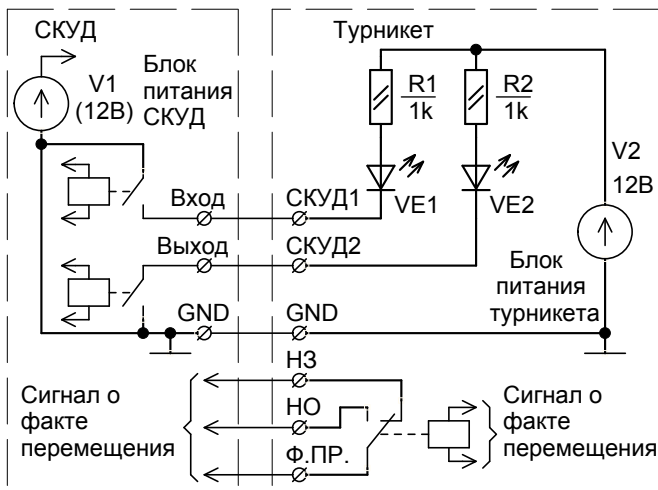 СКУД
Турникет
V1
(12В)
Блок
питания
СКУД
R1
1k
R2
1k
V2
12В
Вход
СКУД1
VE1
VE2
Выход
СКУД2
Блок
питания
турникета
GND
GND
НЗ
НО
Ф.ПР.
Сигнал о
факте
перемещения
Сигнал о
факте
перемещения